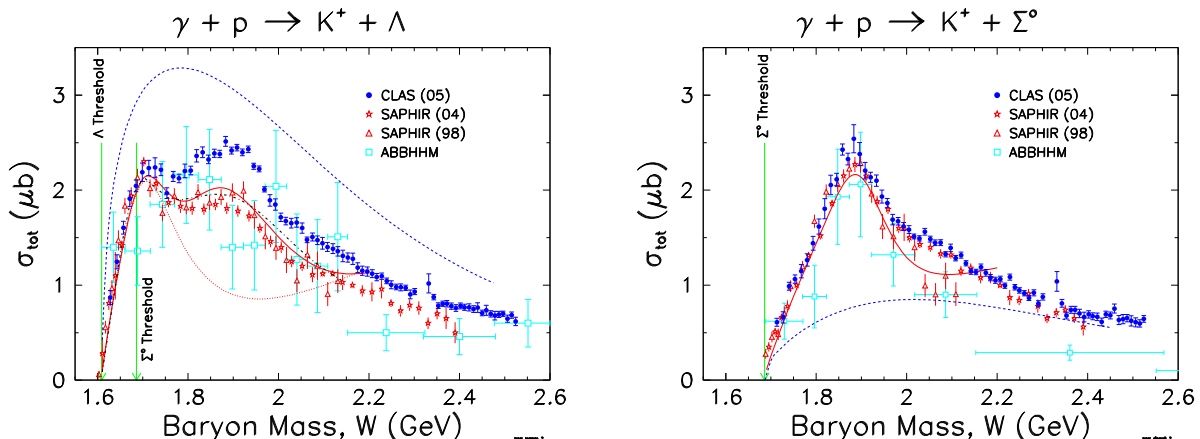 γ + p → K⁺ + Λ
3
2
1
0
σtot (μb)
Λ Threshold
Σ° Threshold
CLAS (05)
SAPHIR (04)
SAPHIR (98)
ABBHHM
1.6 1.8 2 2.2 2.4 2.6
Baryon Mass, W (GeV)
γ + p → K⁺ + Σ°
3
2
1
0
σtot (μb)
Σ° Threshold
CLAS (05)
SAPHIR (04)
SAPHIR (98)
ABBHHM
1.6 1.8 2 2.2 2.4 2.6
Baryon Mass, W (GeV)